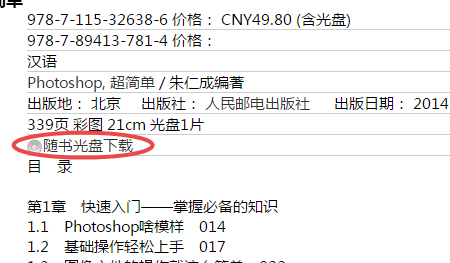 978-7-115-32638-6 价格： CNY49.80 (含光盘)
978-7-89413-781-4 价格：
汉语
Photoshop, 超简单 / 朱仁成编著
出版地： 北京 出版社： 人民邮电出版社 出版日期： 2014
339页 彩图 21cm 光盘1片
随书光盘下载
目 录
第1章 快速入门——掌握必备的知识
1.1 Photoshop啥模样 014
1.2 基础操作轻松上手 017